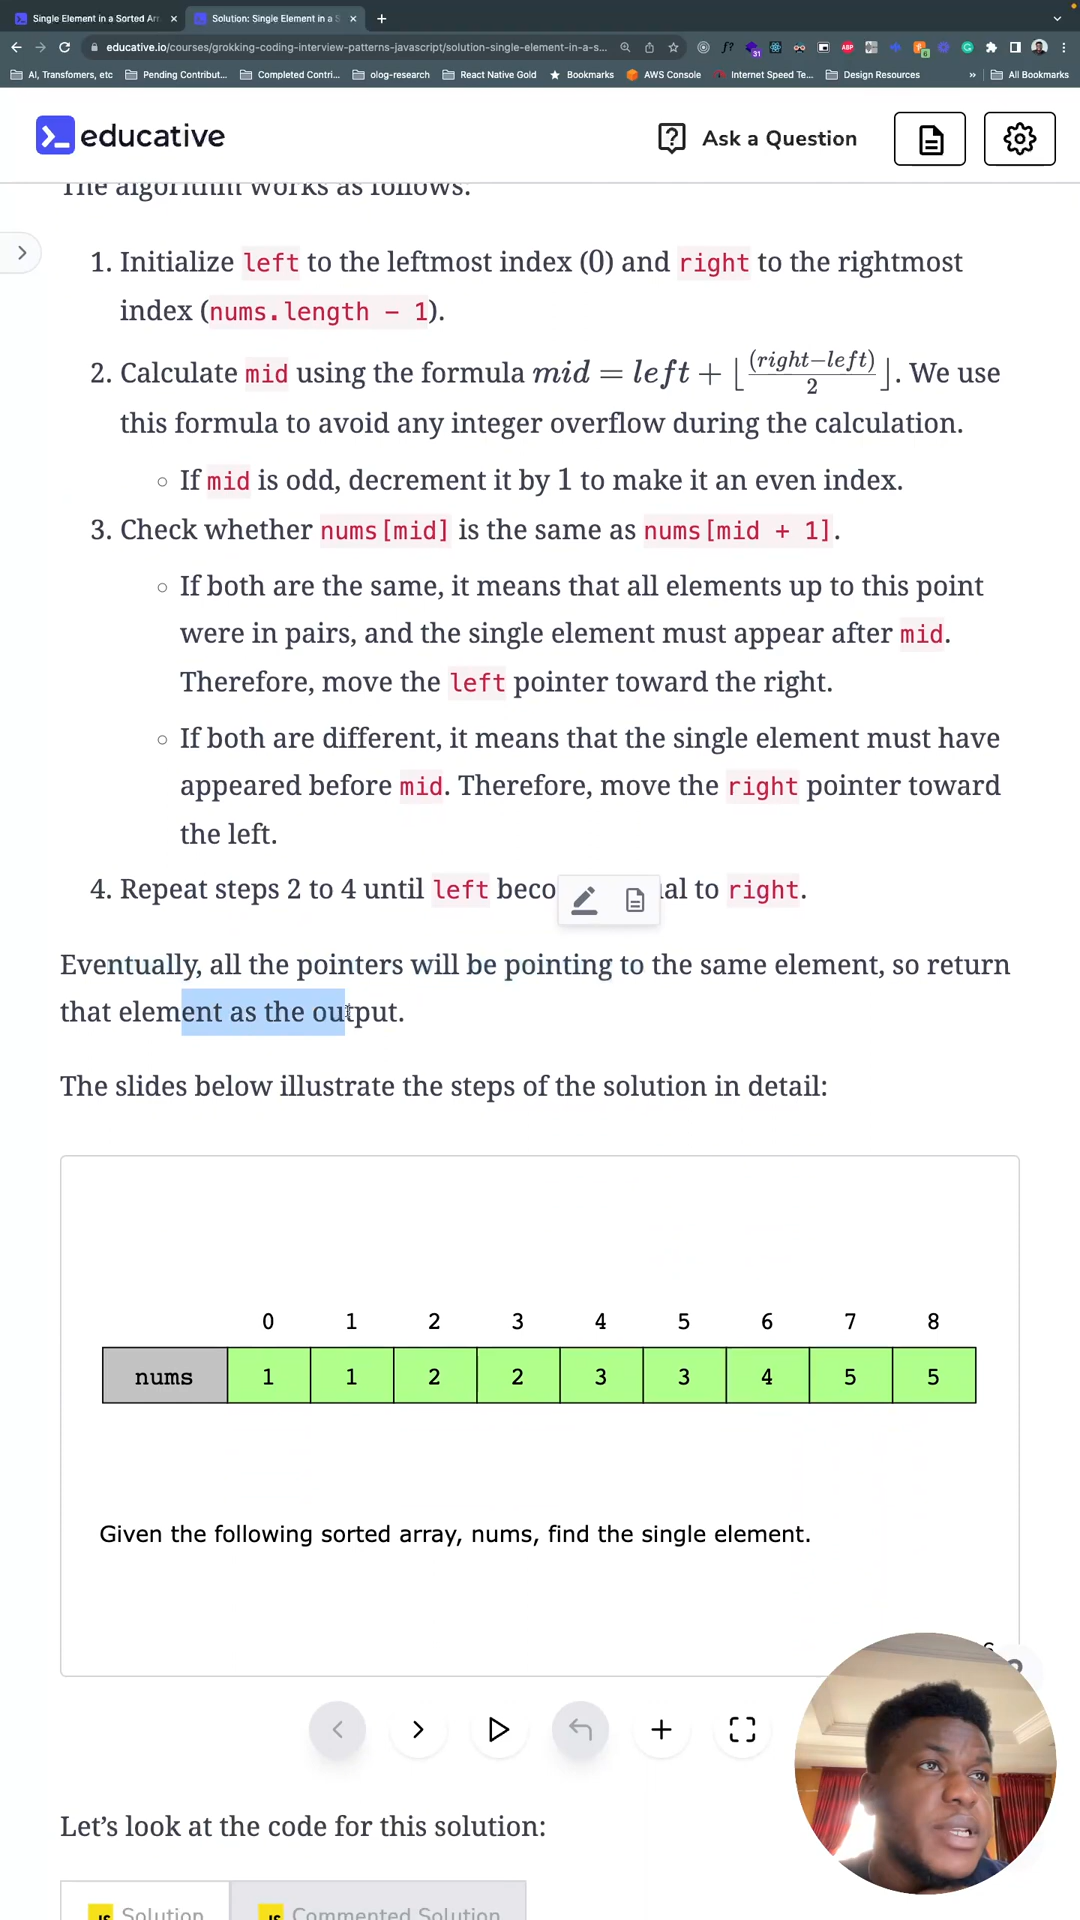 Single Element in a Sorted Arr
Solution: Single Element in a S
educative.io/courses/grokking-coding-interview-patterns-javascript/solution-single-element-in-a-s...
AI, Transfomers, etc
Pending Contribut...
Completed Contri...
olog-research
React Native Gold
Bookmarks
AWS Console
Internet Speed Te...
Design Resources
»
All Bookmarks
educative
Ask a Question
The algorithm works as follows:
1. Initialize left to the leftmost index (0) and right to the rightmost
index (nums.length − 1).
2. Calculate mid using the formula mid = left + ⌊(right−left)/2⌋. We use
this formula to avoid any integer overflow during the calculation.
○ If mid is odd, decrement it by 1 to make it an even index.
3. Check whether nums[mid] is the same as nums[mid + 1].
○ If both are the same, it means that all elements up to this point
were in pairs, and the single element must appear after mid.
Therefore, move the left pointer toward the right.
○ If both are different, it means that the single element must have
appeared before mid. Therefore, move the right pointer toward
the left.
4. Repeat steps 2 to 4 until left beco al to right.
Eventually, all the pointers will be pointing to the same element, so return
that element as the output.
The slides below illustrate the steps of the solution in detail:
0 1 2 3 4 5 6 7 8
nums 1 1 2 2 3 3 4 5 5
Given the following sorted array, nums, find the single element.
Let's look at the code for this solution:
JS Solution
JS Commented Solution